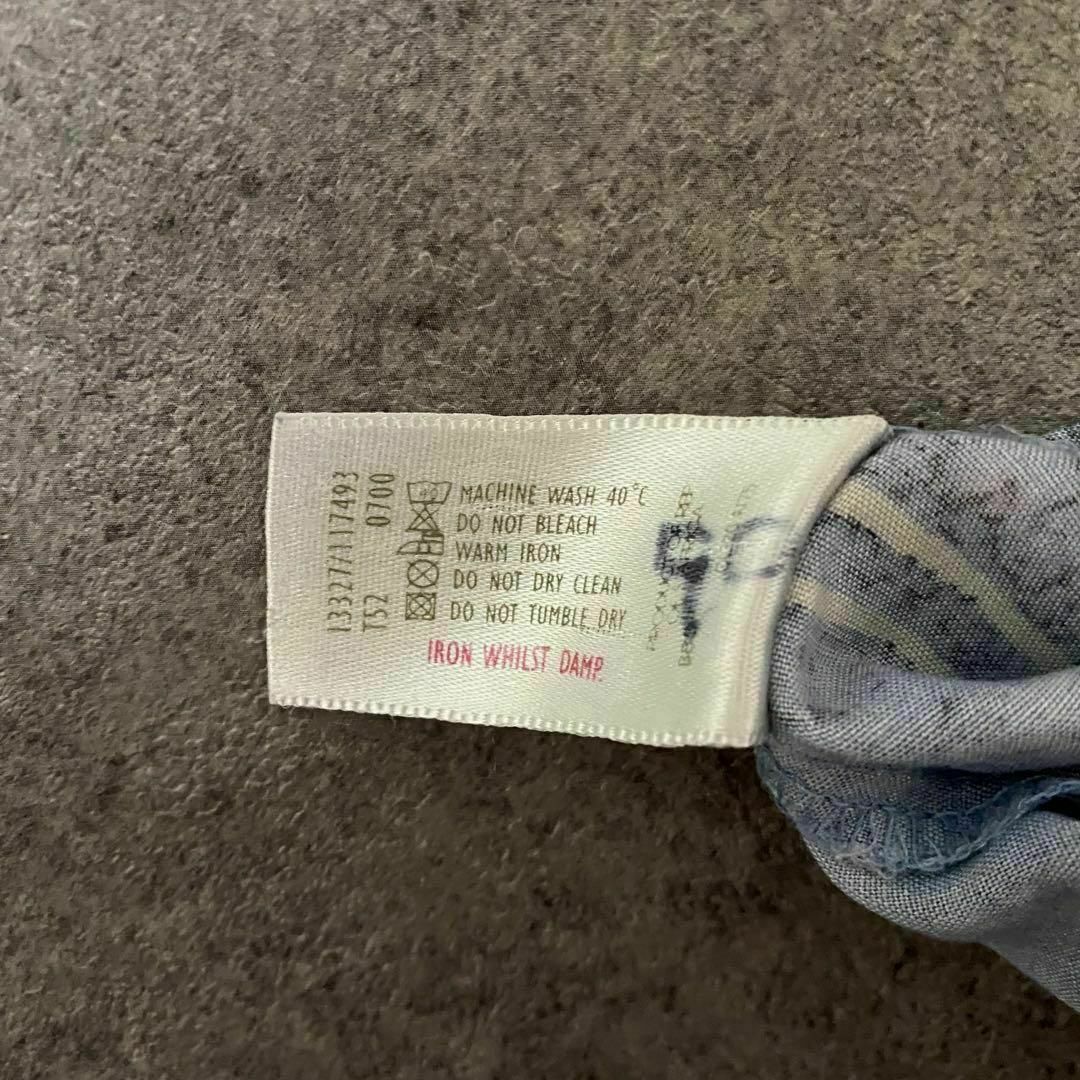 13327/117493
T52 0700
40
MACHINE WASH 40°C
DO NOT BLEACH
WARM IRON
DO NOT DRY CLEAN
DO NOT TUMBLE DRY
IRON WHILST DAMP.